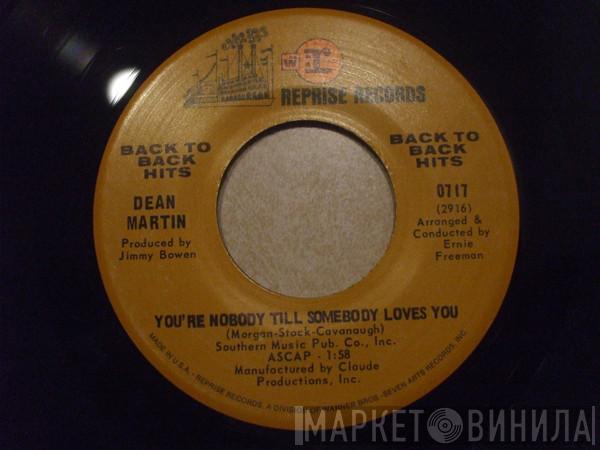 W
r
REPRISE RECORDS
BACK TO
BACK
HITS
DEAN
MARTIN
Produced by
Jimmy Bowen
BACK TO
BACK
HITS
0717
(2916)
Arranged &
Conducted by
Ernie
Freeman
YOU'RE NOBODY TILL SOMEBODY LOVES YOU
(Morgan-Stock-Cavanaugh)
Southern Music Pub. Co., Inc.
ASCAP - 1:58
Manufactured by Claude
Productions, Inc.
MADE IN U.S.A. - REPRISE RECORDS, A DIVISION OF WARNER BROS.-SEVEN ARTS RECORDS, INC.
МАРКЕТ ВИНИЛА